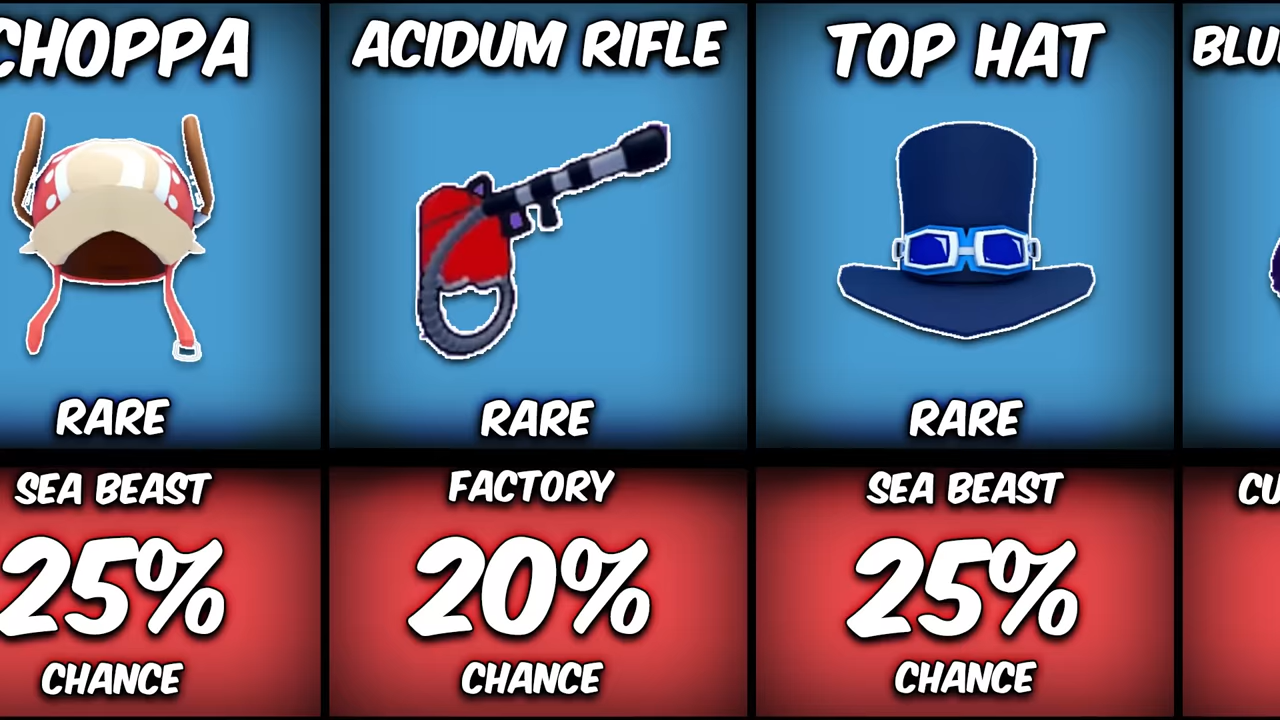 CHOPPA
RARE
SEA BEAST
25%
CHANCE
ACIDUM RIFLE
RARE
FACTORY
20%
CHANCE
TOP HAT
RARE
SEA BEAST
25%
CHANCE